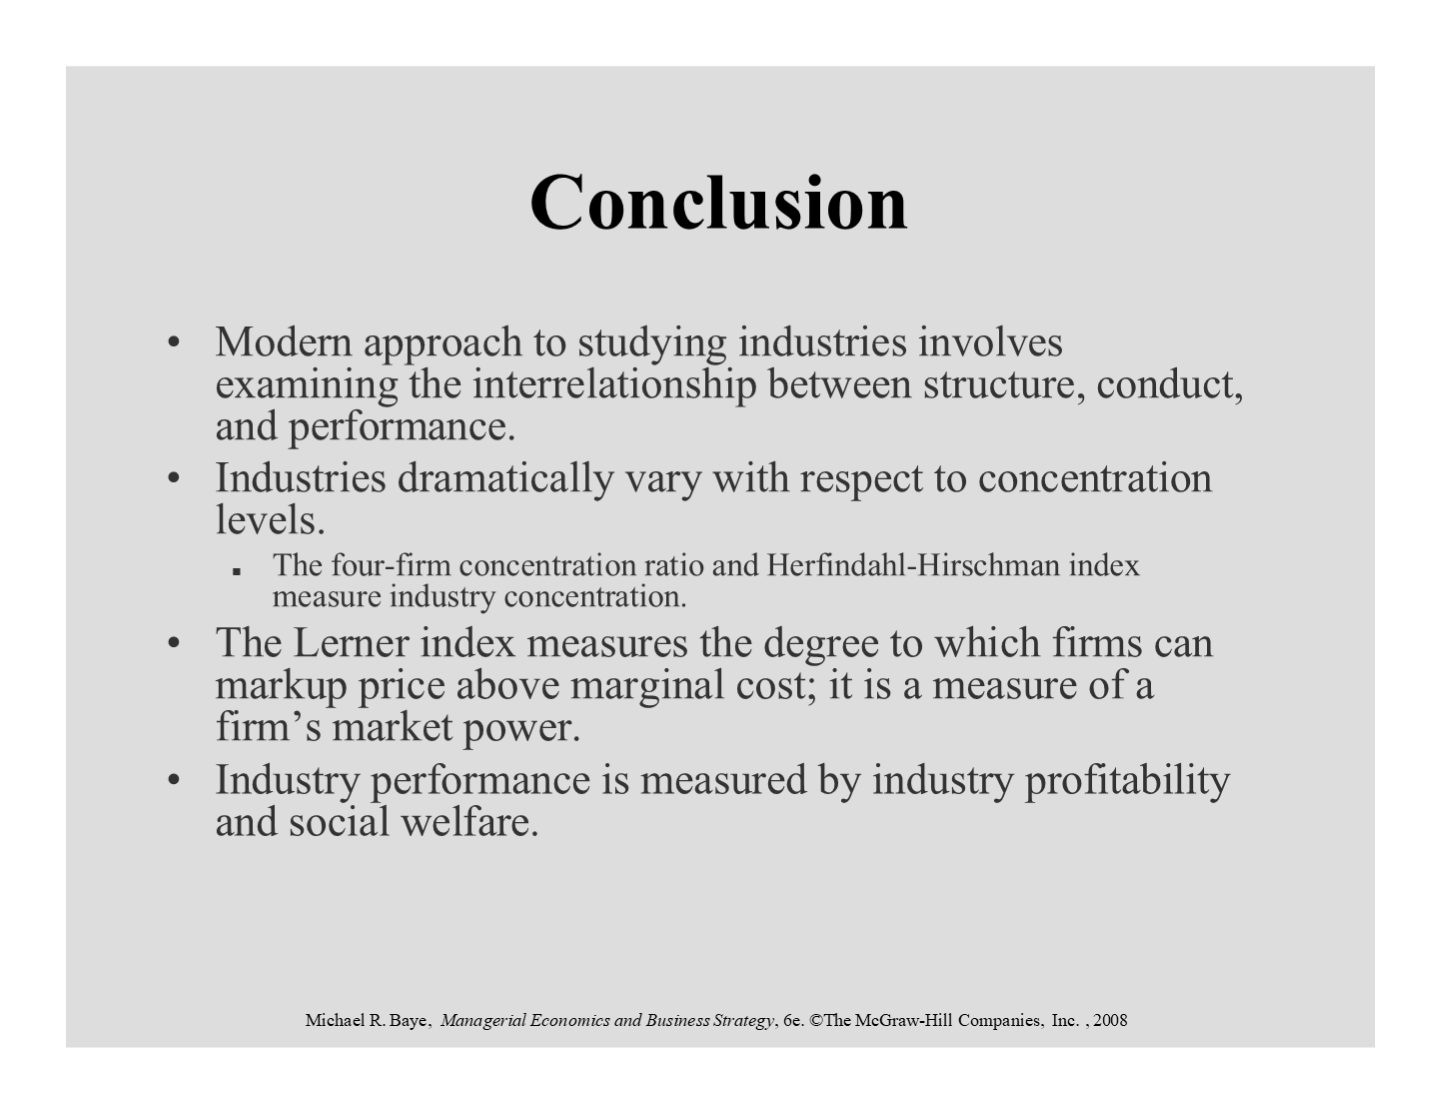 Conclusion
• Modern approach to studying industries involves
examining the interrelationship between structure, conduct,
and performance.
• Industries dramatically vary with respect to concentration
levels.
▪ The four-firm concentration ratio and Herfindahl-Hirschman index
measure industry concentration.
• The Lerner index measures the degree to which firms can
markup price above marginal cost; it is a measure of a
firm’s market power.
• Industry performance is measured by industry profitability
and social welfare.
Michael R. Baye, Managerial Economics and Business Strategy, 6e. ©The McGraw-Hill Companies, Inc. , 2008